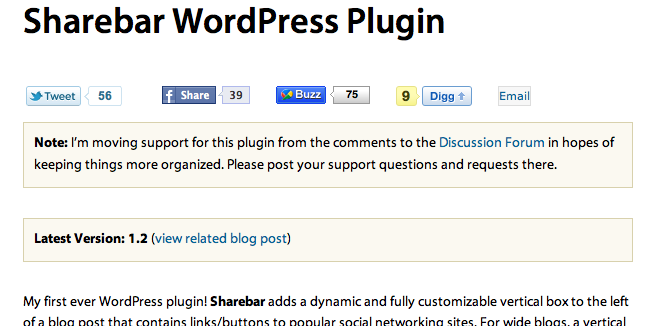 Sharebar WordPress Plugin
Tweet 56 Share 39 Buzz 75 9 Digg Email
Note: I'm moving support for this plugin from the comments to the Discussion Forum in hopes of
keeping things more organized. Please post your support questions and requests there.
Latest Version: 1.2 (view related blog post)
My first ever WordPress plugin! Sharebar adds a dynamic and fully customizable vertical box to the left
of a blog post that contains links/buttons to popular social networking sites. For wide blogs, a vertical